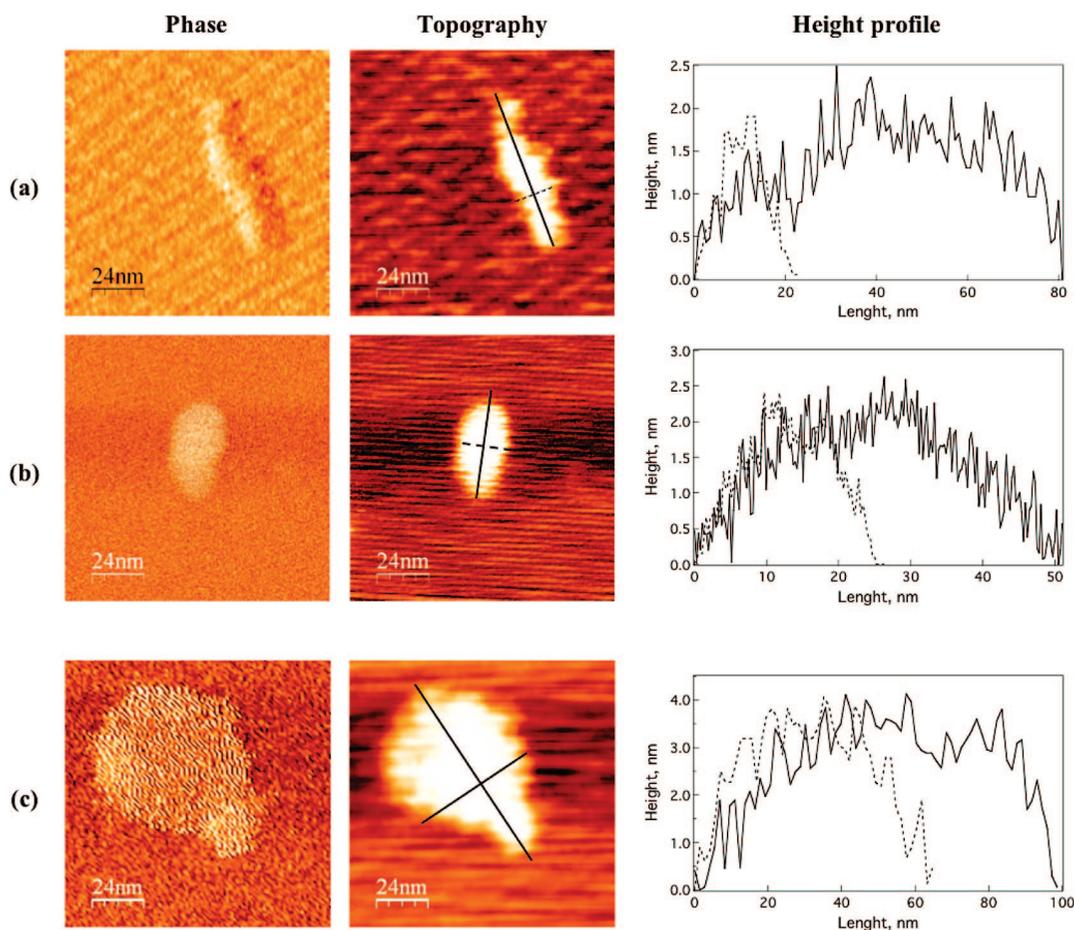 Phase Topography Height profile
(a)
24nm
24nm
Height, nm
2.5
2.0
1.5
1.0
0.5
0.0
0 20 40 60 80
Lenght, nm
(b)
24nm
24nm
Height, nm
3.0
2.5
2.0
1.5
1.0
0.5
0.0
0 10 20 30 40 50
Lenght, nm
(c)
24nm
24nm
Height, nm
4.0
3.0
2.0
1.0
0.0
0 20 40 60 80 100
Lenght, nm